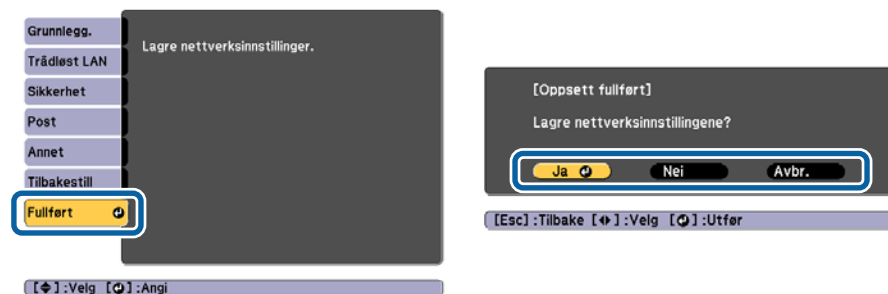 Grunnlegg.
Trådløst LAN
Sikkerhet
Post
Annet
Tilbakestill
Fullført
Lagre nettverksinnstillinger.
[ ]:Velg [ ]:Angi
[Oppsett fullført]
Lagre nettverksinnstillingene?
Ja Nei Avbr.
[Esc] :Tilbake [ ] :Velg [ ] :Utfør